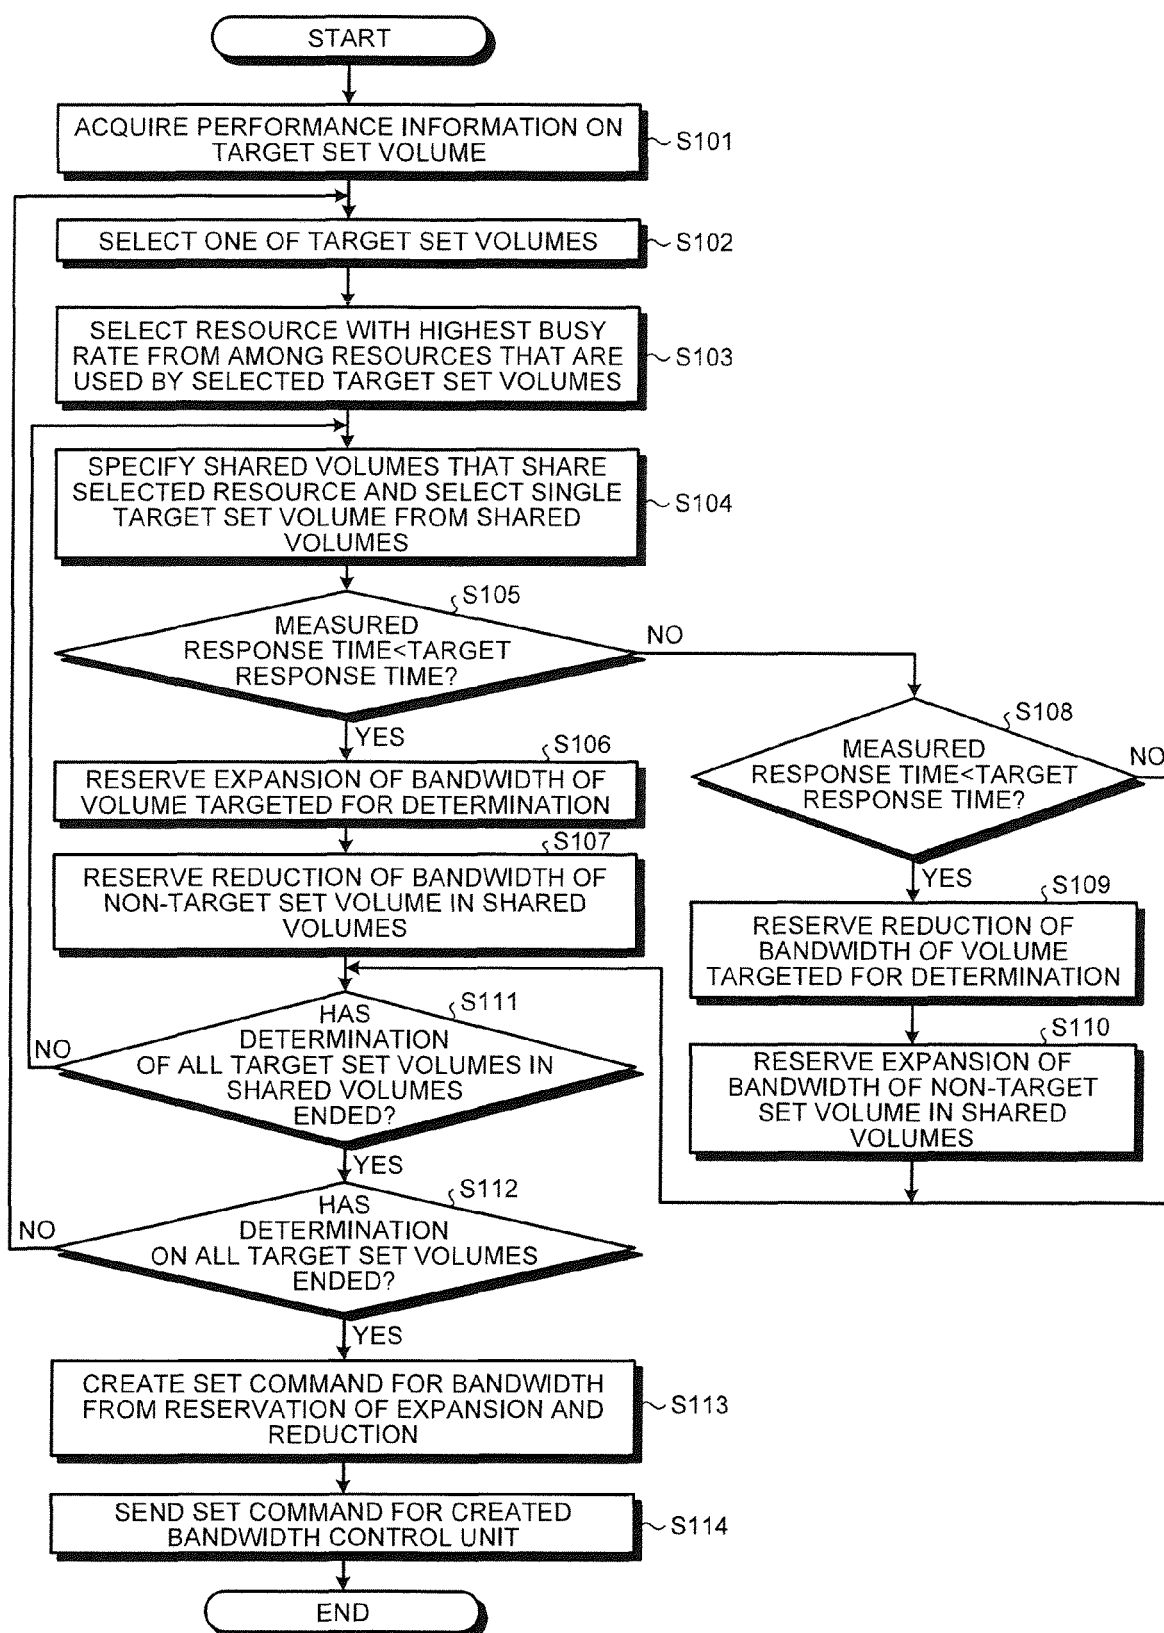 START
ACQUIRE PERFORMANCE INFORMATION ON
TARGET SET VOLUME
S101
SELECT ONE OF TARGET SET VOLUMES
S102
SELECT RESOURCE WITH HIGHEST BUSY
RATE FROM AMONG RESOURCES THAT ARE
USED BY SELECTED TARGET SET VOLUMES
S103
SPECIFY SHARED VOLUMES THAT SHARE
SELECTED RESOURCE AND SELECT SINGLE
TARGET SET VOLUME FROM SHARED
VOLUMES
S104
S105
MEASURED
RESPONSE TIME<TARGET
RESPONSE TIME?
NO
YES
S106
RESERVE EXPANSION OF BANDWIDTH OF
VOLUME TARGETED FOR DETERMINATION
S107
RESERVE REDUCTION OF BANDWIDTH OF
NON-TARGET SET VOLUME IN SHARED
VOLUMES
S108
MEASURED
RESPONSE TIME<TARGET
RESPONSE TIME?
NO
YES
S109
RESERVE REDUCTION OF
BANDWIDTH OF VOLUME
TARGETED FOR DETERMINATION
S110
RESERVE EXPANSION OF
BANDWIDTH OF NON-TARGET
SET VOLUME IN SHARED
VOLUMES
S111
HAS
DETERMINATION
OF ALL TARGET SET VOLUMES IN
SHARED VOLUMES
ENDED?
NO
YES
S112
HAS
DETERMINATION
ON ALL TARGET SET VOLUMES
ENDED?
NO
YES
CREATE SET COMMAND FOR BANDWIDTH
FROM RESERVATION OF EXPANSION AND
REDUCTION
S113
SEND SET COMMAND FOR CREATED
BANDWIDTH CONTROL UNIT
S114
END